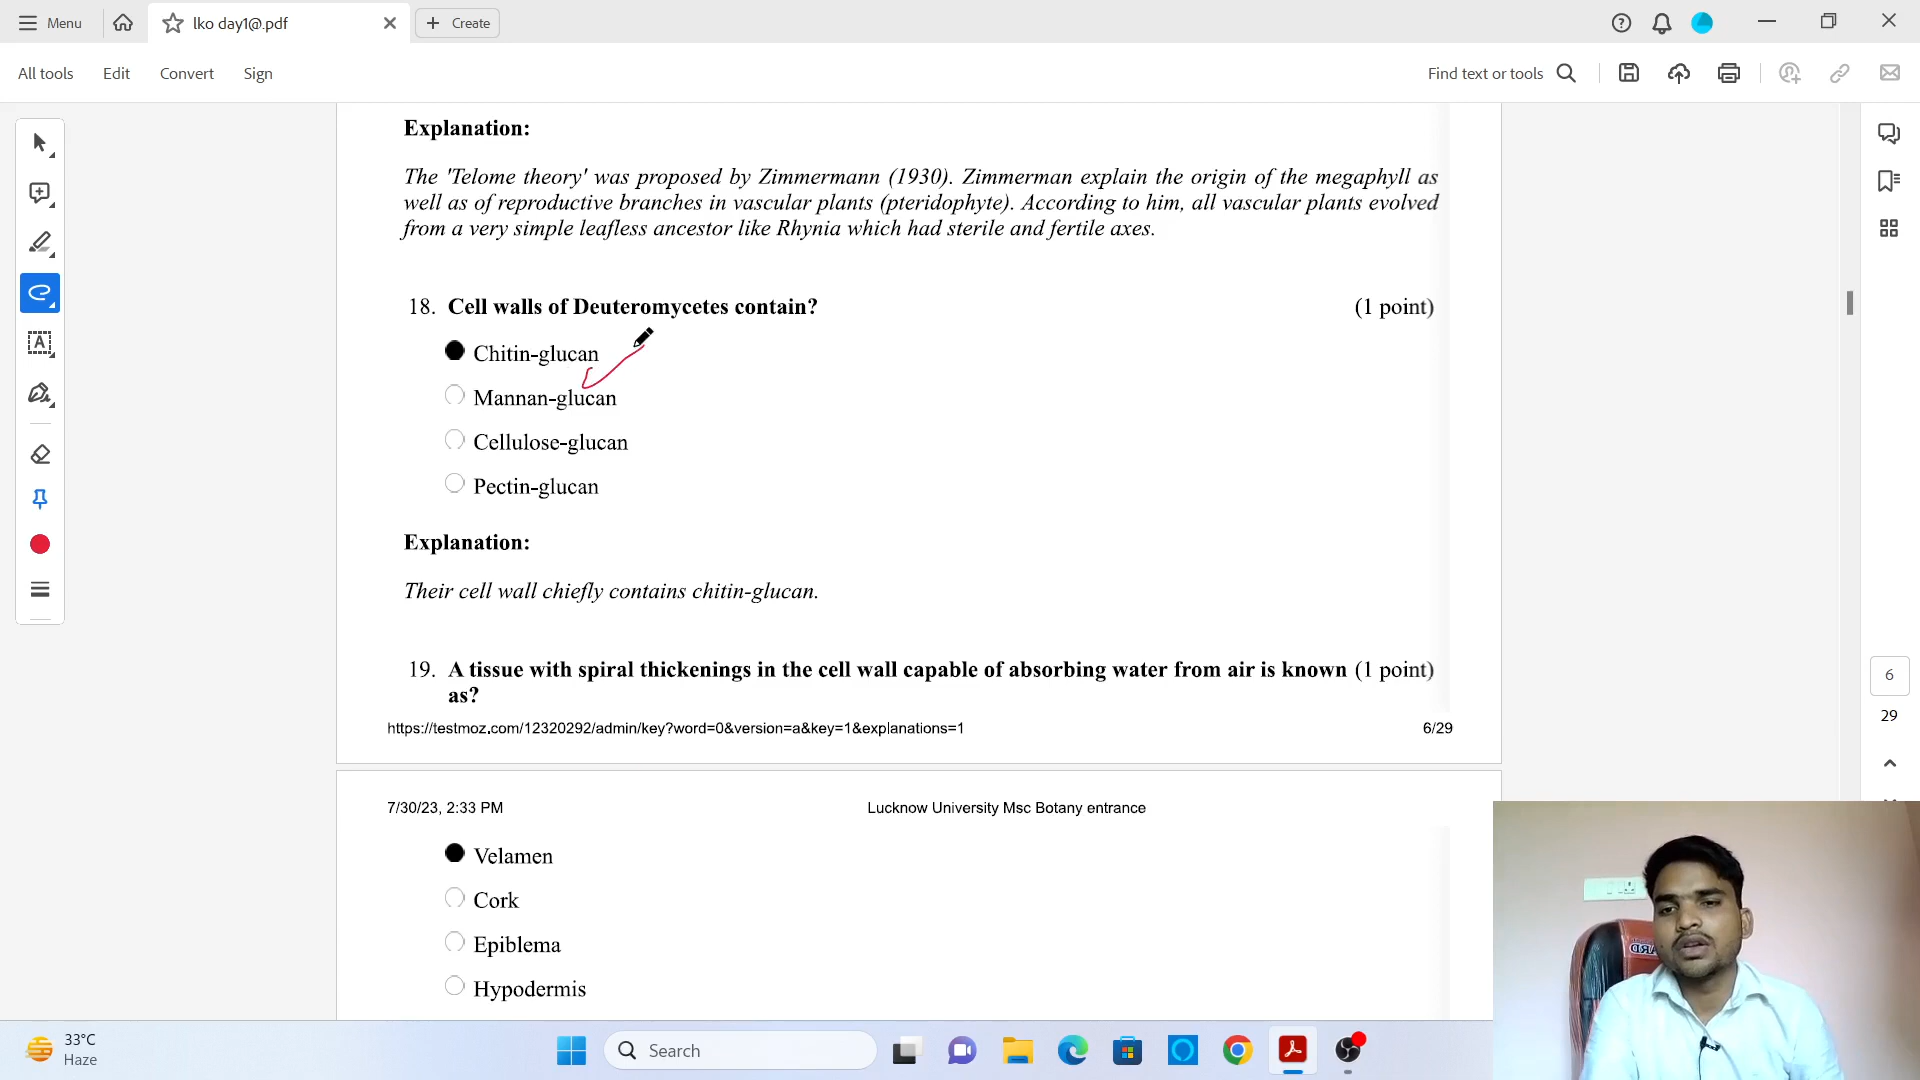 Menu
lko day1@.pdf
Create
All tools
Edit
Convert
Sign
Find text or tools
Explanation:
The 'Telome theory' was proposed by Zimmermann (1930). Zimmerman explain the origin of the megaphyll as
well as of reproductive branches in vascular plants (pteridophyte). According to him, all vascular plants evolved
from a very simple leafless ancestor like Rhynia which had sterile and fertile axes.
18. Cell walls of Deuteromycetes contain? (1 point)
Chitin-glucan
Mannan-glucan
Cellulose-glucan
Pectin-glucan
Explanation:
Their cell wall chiefly contains chitin-glucan.
19. A tissue with spiral thickenings in the cell wall capable of absorbing water from air is known (1 point)
as?
https://testmoz.com/12320292/admin/key?word=0&version=a&key=1&explanations=1 6/29
6
29
7/30/23, 2:33 PM Lucknow University Msc Botany entrance
Velamen
Cork
Epiblema
Hypodermis
33°C
Haze
Search